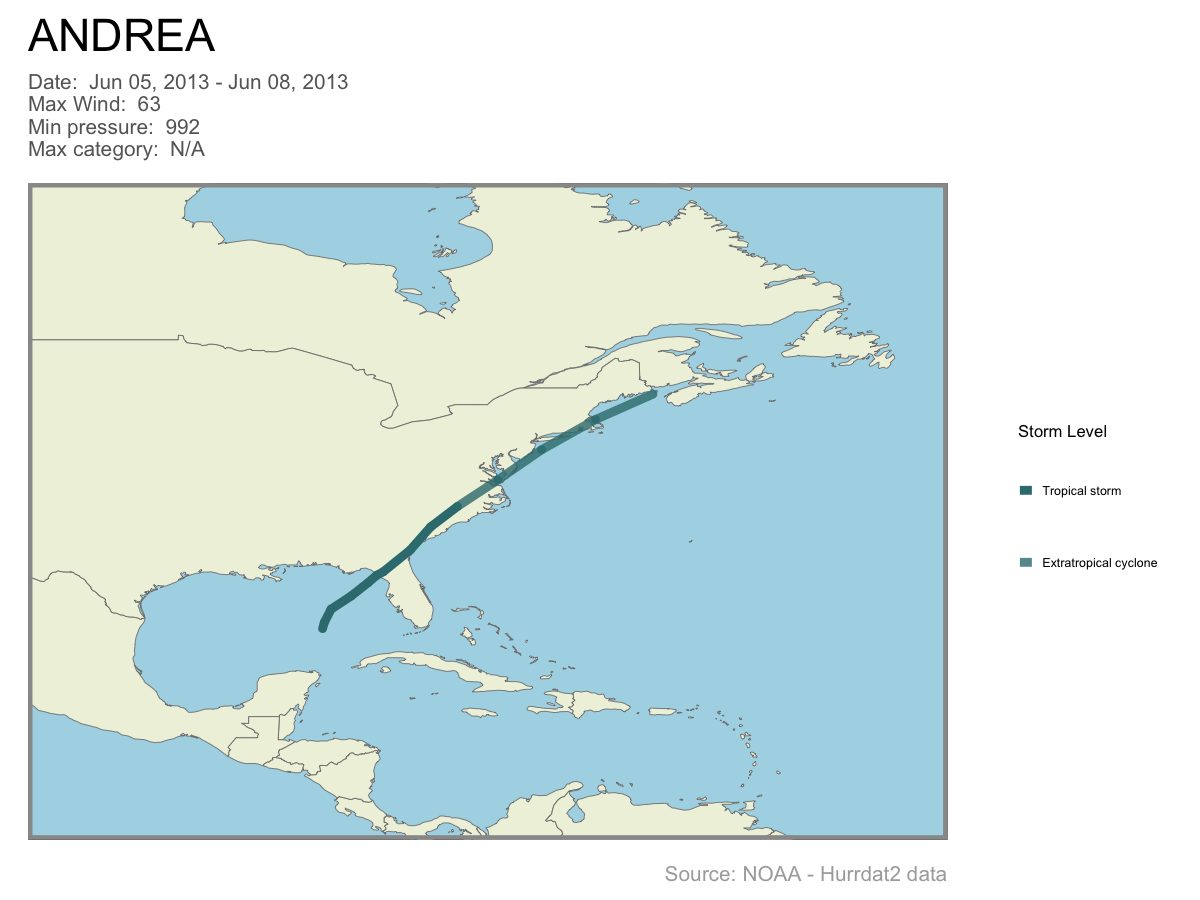 ANDREA
Date:  Jun 05, 2013 - Jun 08, 2013
Max Wind:  63
Min pressure:  992
Max category:  N/A
Storm Level
Tropical storm
Extratropical cyclone
Source: NOAA - Hurrdat2 data